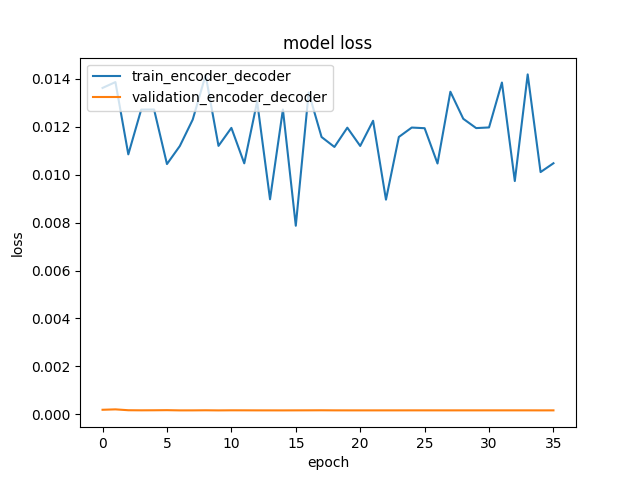 model loss
train_encoder_decoder
validation_encoder_decoder
0.014
0.012
0.010
0.008
0.006
0.004
0.002
0.000
loss
0 5 10 15 20 25 30 35
epoch